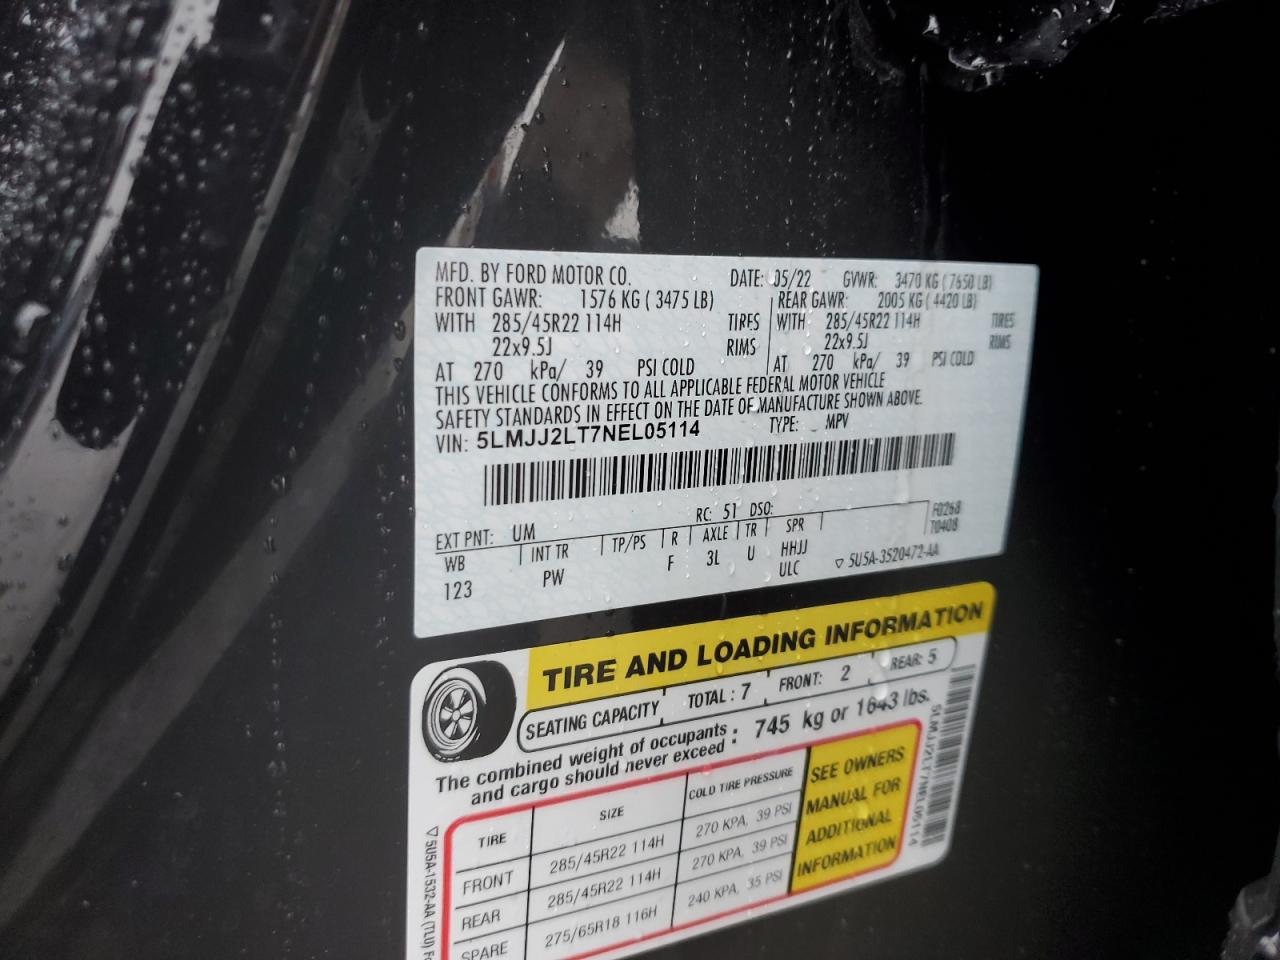 MFD. BY FORD MOTOR CO. DATE: 05/22 GVWR: 3470 KG ( 7650 LB)
FRONT GAWR: 1576 KG ( 3475 LB) REAR GAWR: 2005 KG ( 4420 LB)
WITH 285/45R22 114H TIRES WITH 285/45R22 114H TIRES
22x9.5J RIMS 22x9.5J RIMS
AT 270 kPa/ 39 PSI COLD AT 270 kPa/ 39 PSI COLD
THIS VEHICLE CONFORMS TO ALL APPLICABLE FEDERAL MOTOR VEHICLE
SAFETY STANDARDS IN EFFECT ON THE DATE OF MANUFACTURE SHOWN ABOVE.
VIN: 5LMJJ2LT7NEL05114 TYPE: MPV
EXT PNT: UM RC: 51 DSO: F0268
WB INT TR TP/PS R AXLE TR SPR T0408
123 PW F 3L U HHJJ
ULC ▽ 5U5A-3520472-AA
TIRE AND LOADING INFORMATION
SEATING CAPACITY TOTAL : 7 FRONT: 2 REAR: 5
The combined weight of occupants
and cargo should never exceed : 745 kg or 1643 lbs.
TIRE SIZE COLD TIRE PRESSURE
FRONT 285/45R22 114H 270 KPA, 39 PSI
REAR 285/45R22 114H 270 KPA, 39 PSI
SPARE 275/65R18 116H 240 KPA, 35 PSI
SEE OWNERS
MANUAL FOR
ADDITIONAL
INFORMATION
5LMJJ2LT7NEL05114
▽5U5A-1532-AA (TLU)